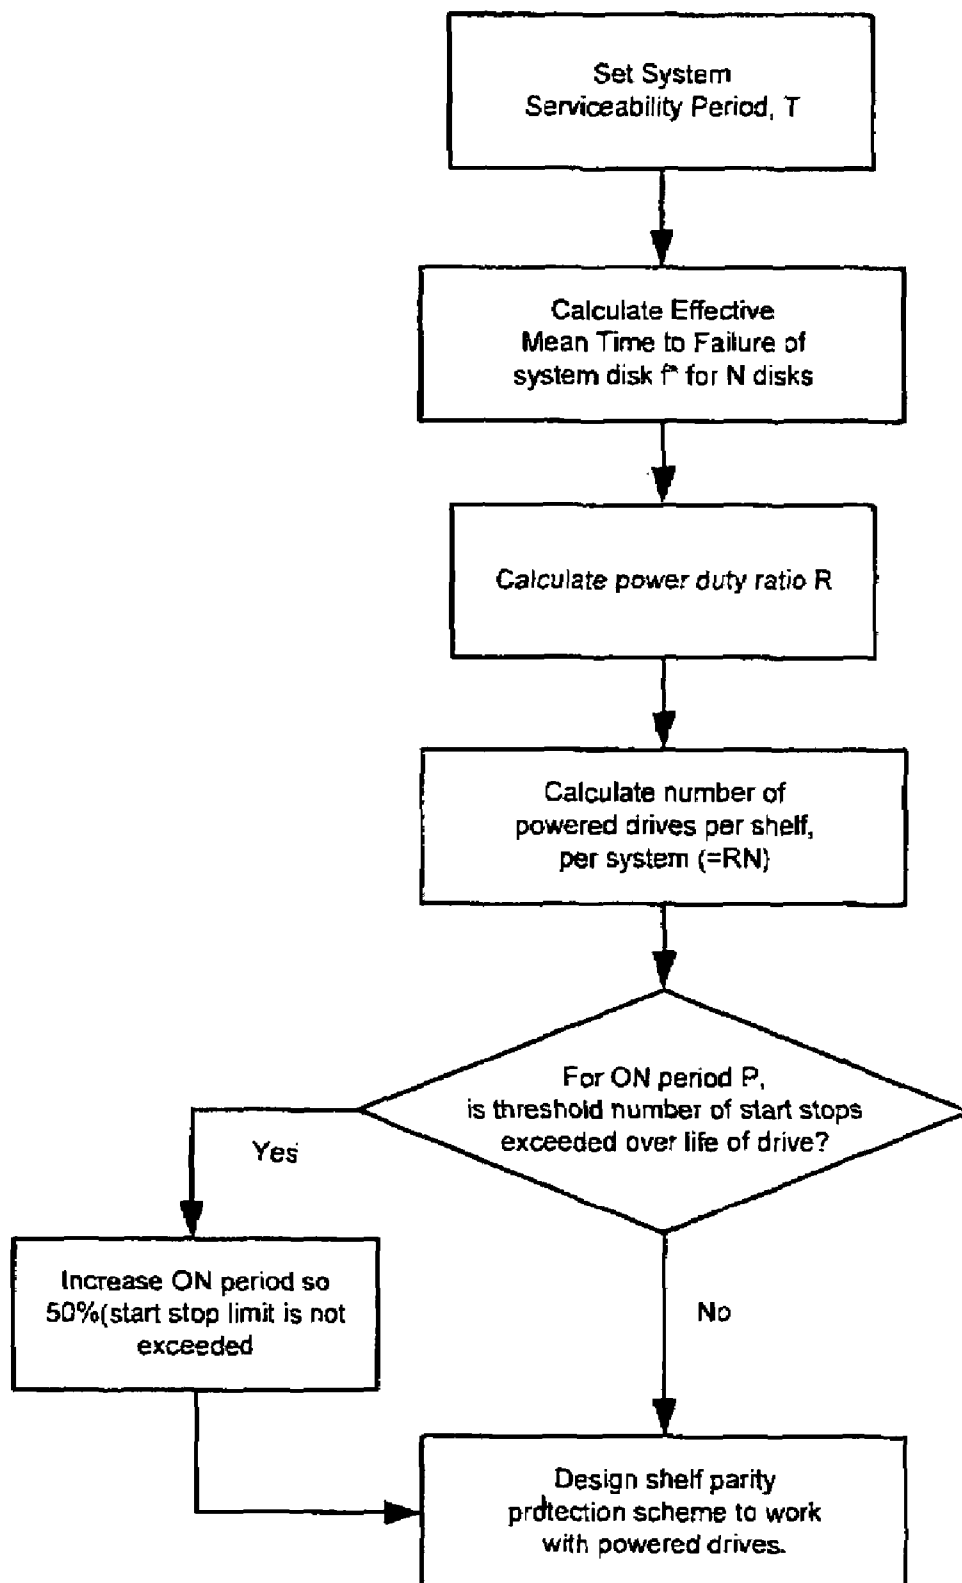 Set System
Serviceability Period, T
Calculate Effective
Mean Time to Failure of
system disk f* for N disks
Calculate power duty ratio R
Calculate number of
powered drives per shelf,
per system (=RN)
For ON period P,
is threshold number of start stops
exceeded over life of drive?
Yes
Increase ON period so
50%(start stop limit is not
exceeded
No
Design shelf parity
protection scheme to work
with powered drives.